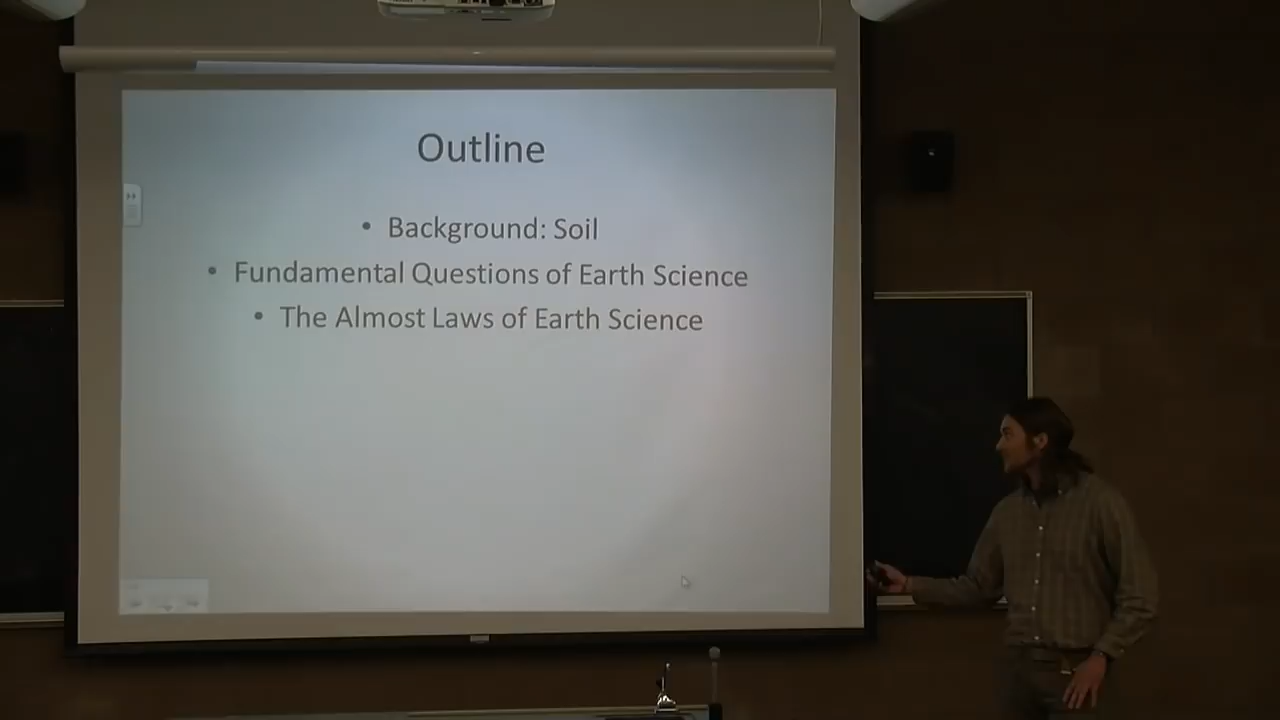 Outline
• Background: Soil
• Fundamental Questions of Earth Science
• The Almost Laws of Earth Science